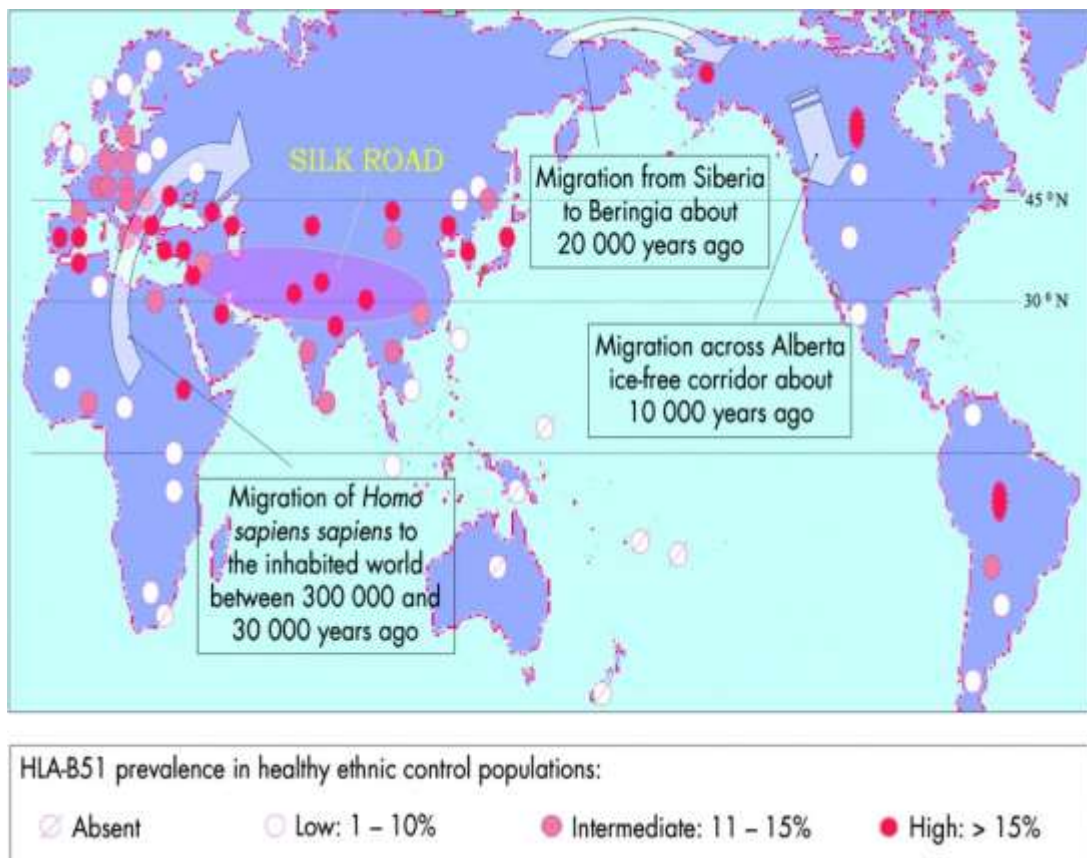 SILK ROAD
Migration from Siberia
to Beringia about
20 000 years ago
45 º N
30 º N
Migration across Alberta
ice-free corridor about
10 000 years ago
Migration of Homo
sapiens sapiens to
the inhabited world
between 300 000 and
30 000 years ago
HLA-B51 prevalence in healthy ethnic control populations:
Absent
Low: 1 – 10%
Intermediate: 11 – 15%
High: > 15%